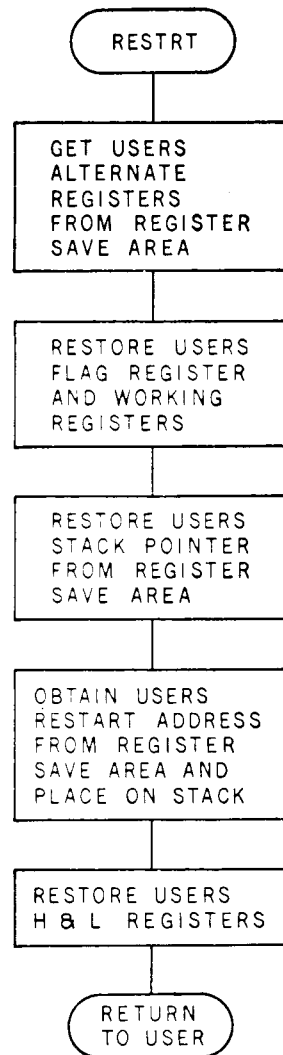 RESTRT
GET USERS
ALTERNATE
REGISTERS
FROM REGISTER
SAVE AREA
RESTORE USERS
FLAG REGISTER
AND WORKING
REGISTERS
RESTORE USERS
STACK POINTER
FROM REGISTER
SAVE AREA
OBTAIN USERS
RESTART ADDRESS
FROM REGISTER
SAVE AREA AND
PLACE ON STACK
RESTORE USERS
H & L REGISTERS
RETURN
TO USER